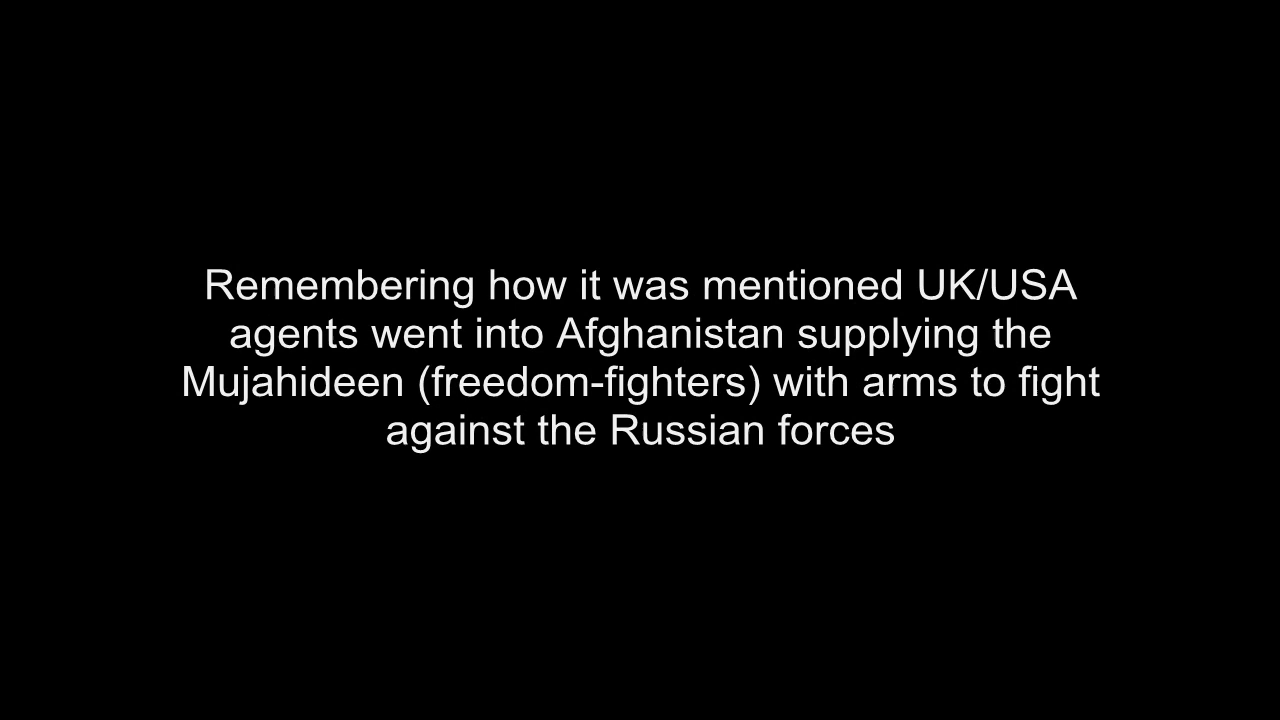 Remembering how it was mentioned UK/USA
agents went into Afghanistan supplying the
Mujahideen (freedom-fighters) with arms to fight
against the Russian forces